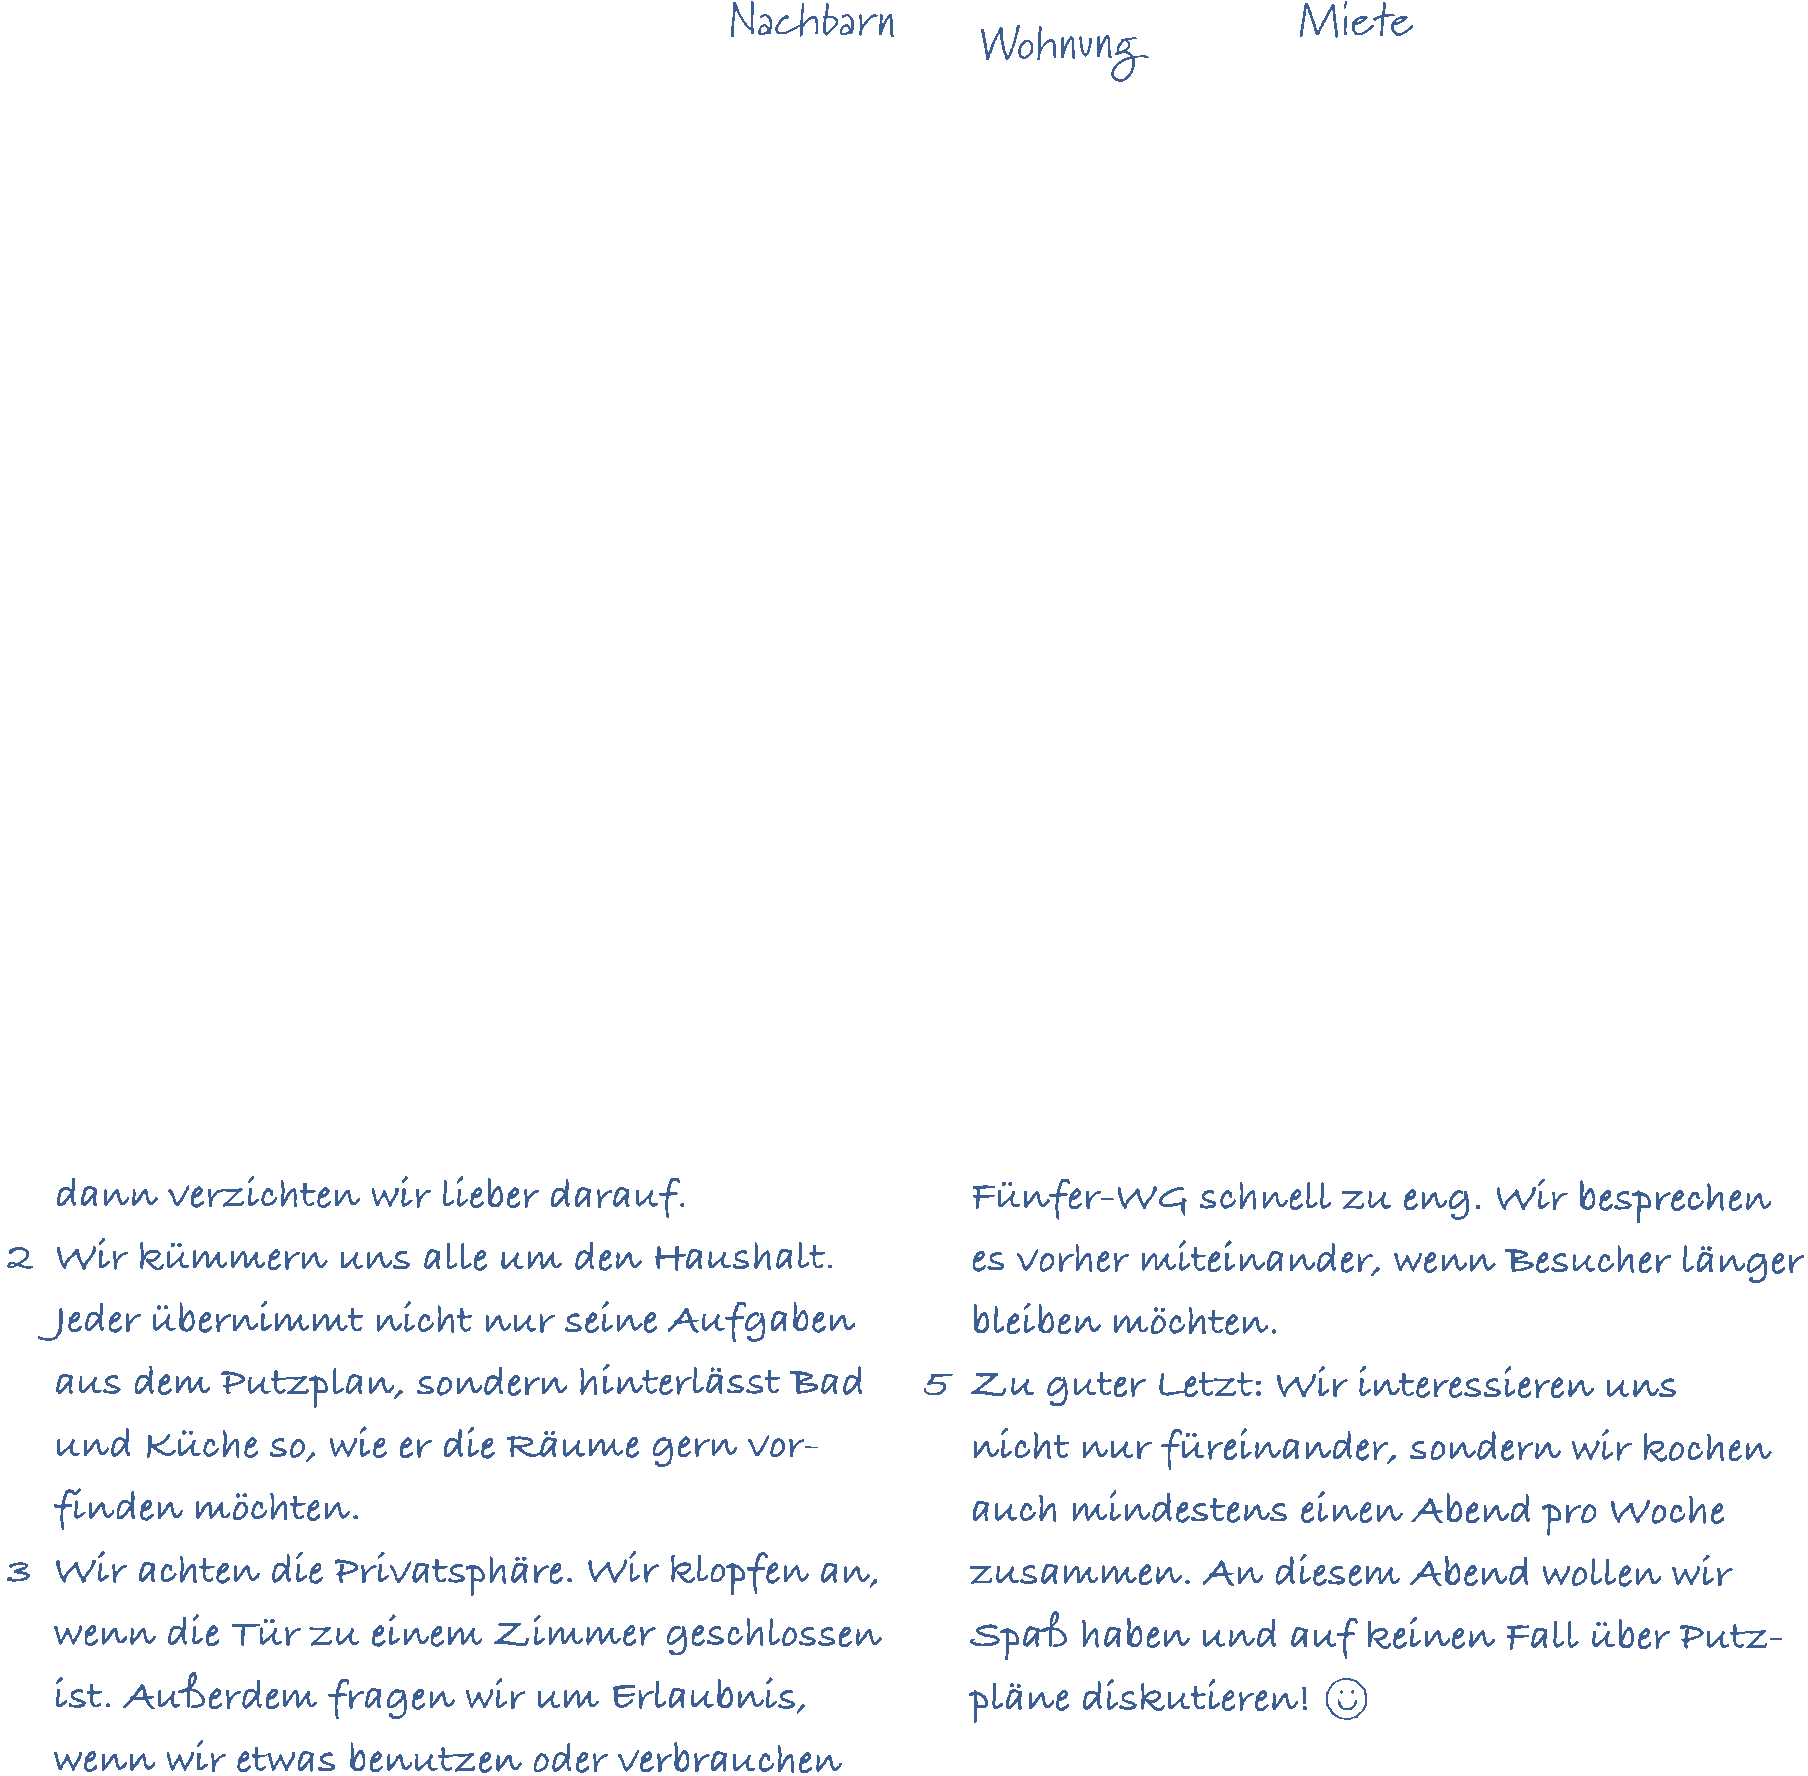 Nachbarn
Wohnung
Miete
dann verzichten wir lieber darauf.
2 Wir kümmern uns alle um den Haushalt.
Jeder übernimmt nicht nur seine Aufgaben
aus dem Putzplan, sondern hinterlässt Bad
und Küche so, wie er die Räume gern vor-
finden möchten.
3 Wir achten die Privatsphäre. Wir klopfen an,
wenn die Tür zu einem Zimmer geschlossen
ist. Außerdem fragen wir um Erlaubnis,
wenn wir etwas benutzen oder verbrauchen
Fünfer-WG schnell zu eng. Wir besprechen
es vorher miteinander, wenn Besucher länger
bleiben möchten.
5 Zu guter Letzt: Wir interessieren uns
nicht nur füreinander, sondern wir kochen
auch mindestens einen Abend pro Woche
zusammen. An diesem Abend wollen wir
Spaß haben und auf keinen Fall über Putz-
pläne diskutieren! ☺